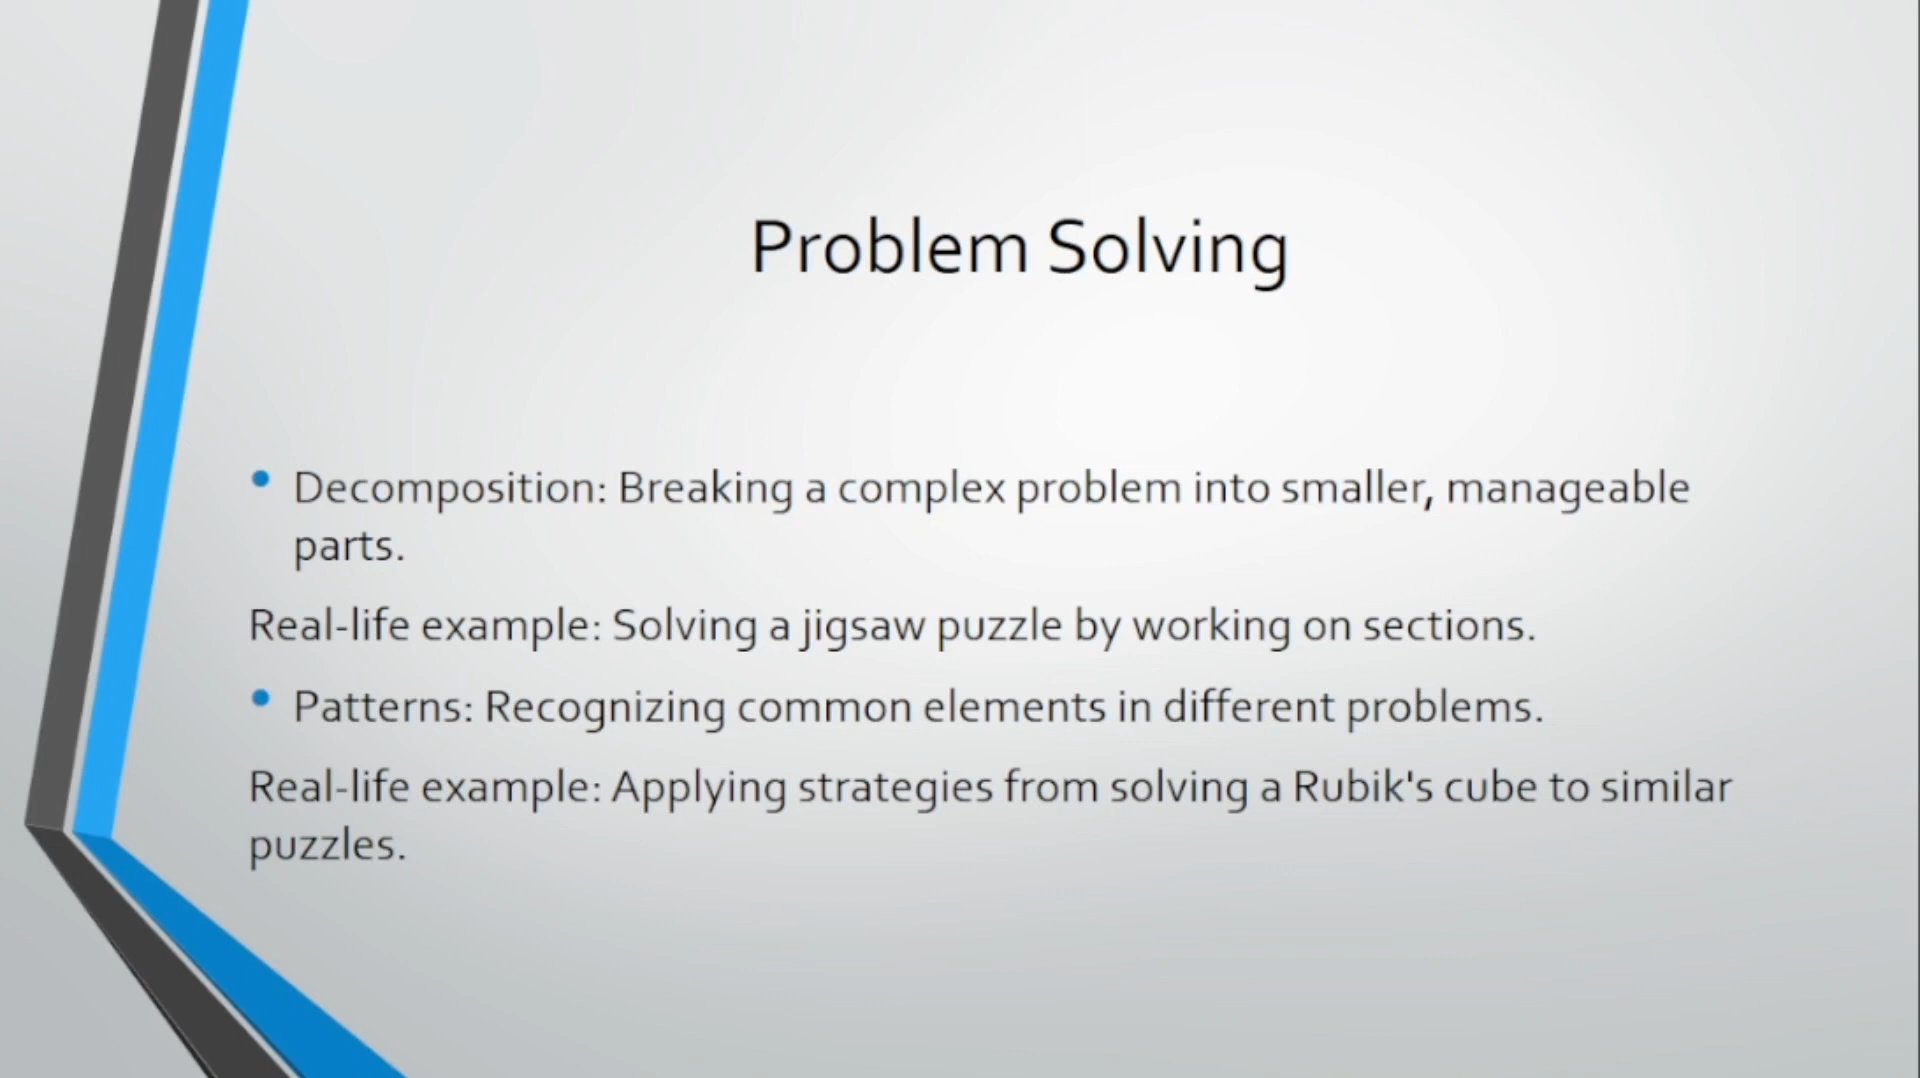 Problem Solving
• Decomposition: Breaking a complex problem into smaller, manageable
parts.
Real-life example: Solving a jigsaw puzzle by working on sections.
• Patterns: Recognizing common elements in different problems.
Real-life example: Applying strategies from solving a Rubik's cube to similar
puzzles.